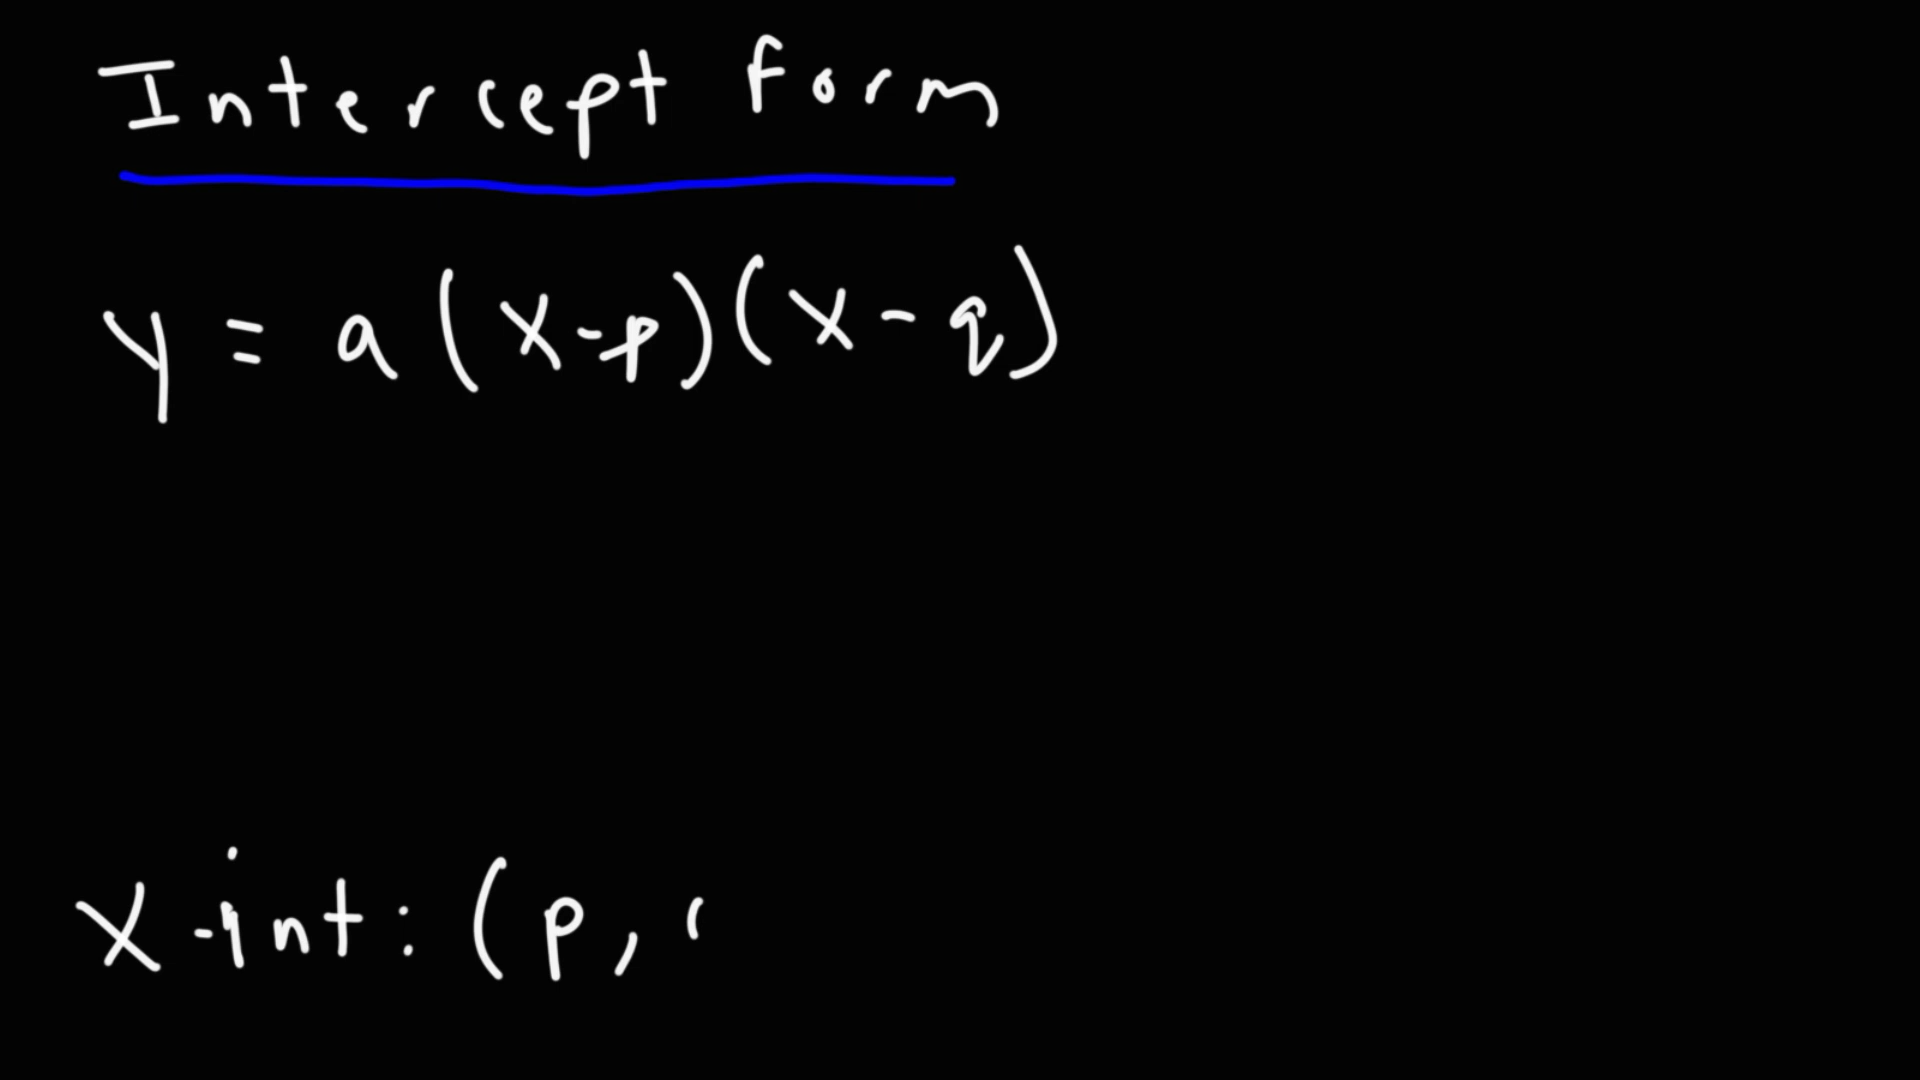 Intercept form
y = a (x-p)(x-q)
x-int: (p,